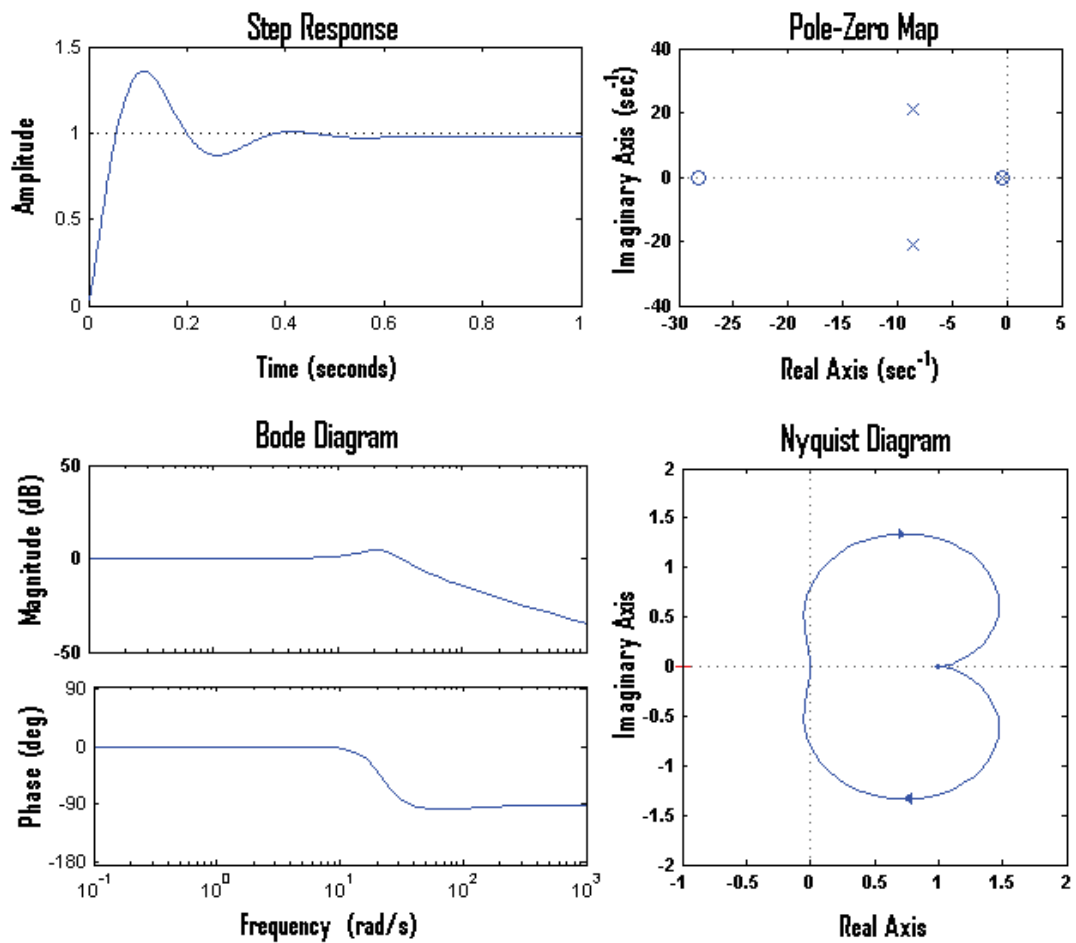 Step Response
Amplitude
1.5
1
0.5
0
0 0.2 0.4 0.6 0.8 1
Time (seconds)
Pole-Zero Map
Imaginary Axis (sec-1)
40
20
0
-20
-40
-30 -25 -20 -15 -10 -5 0 5
Real Axis (sec-1)
Bode Diagram
Magnitude (dB)
50
0
-50
Phase (deg)
90
0
-90
-180
10-1 100 101 102 103
Frequency (rad/s)
Nyquist Diagram
Imaginary Axis
2
1.5
1
0.5
0
-0.5
-1
-1.5
-2
-1 -0.5 0 0.5 1 1.5 2
Real Axis